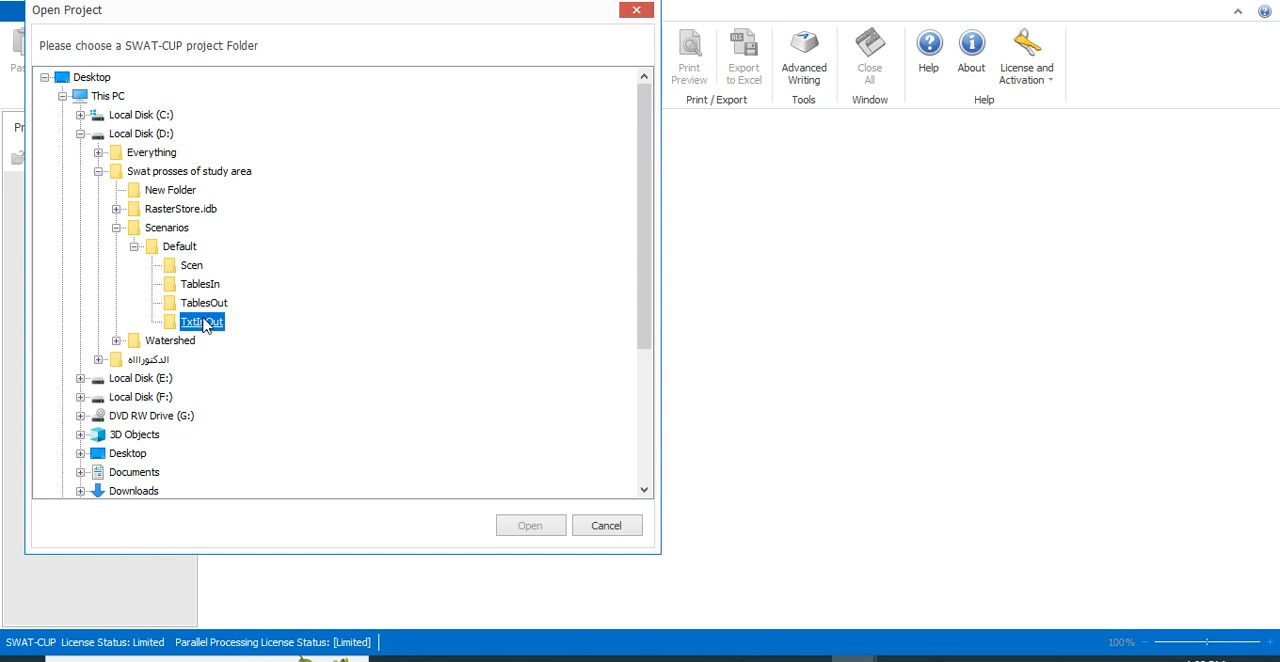 Open Project
Please choose a SWAT-CUP project Folder
Desktop
This PC
Local Disk (C:)
Local Disk (D:)
Everything
Swat prosses of study area
New Folder
RasterStore.idb
Scenarios
Default
Scen
TablesIn
TablesOut
TxtInOut
Watershed
الدكتوراااه
Local Disk (E:)
Local Disk (F:)
DVD RW Drive (G:)
3D Objects
Desktop
Documents
Downloads
Open Cancel
Print Preview
Export to Excel
Print / Export
Advanced Writing
Tools
Close All
Window
Help
About
License and Activation
Help
SWAT-CUP License Status: Limited Parallel Processing License Status: [Limited]
100%